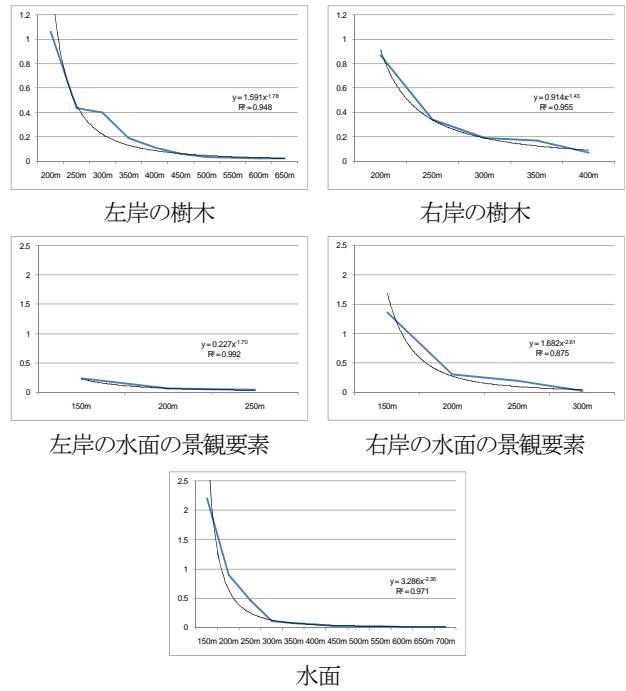 1.2
1
0.8
0.6
0.4
0.2
0
y = 1.591x^-1.78
R² = 0.948
200m 250m 300m 350m 400m 450m 500m 550m 600m 650m
左岸の樹木
1.2
1
0.8
0.6
0.4
0.2
0
y = 0.914x^-1.43
R² = 0.955
200m 250m 300m 350m 400m
右岸の樹木
2.5
2
1.5
1
0.5
0
y = 0.227x^-1.70
R² = 0.992
150m 200m 250m
左岸の水面の景観要素
2.5
2
1.5
1
0.5
0
y = 1.682x^-2.61
R² = 0.875
150m 200m 250m 300m
右岸の水面の景観要素
2.5
2
1.5
1
0.5
0
y = 3.286x^-2.36
R² = 0.971
150m 200m 250m 300m 350m 400m 450m 500m 550m 600m 650m 700m
水面